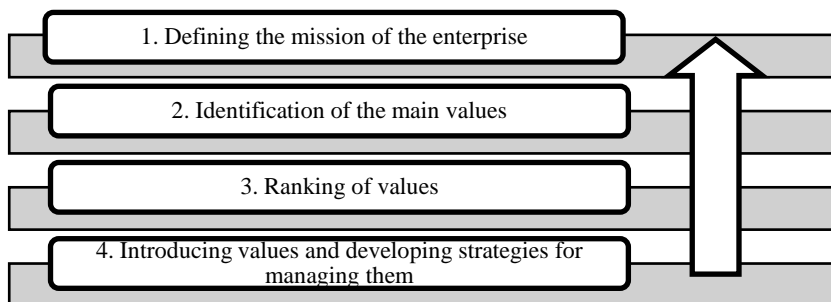 1. Defining the mission of the enterprise
2. Identification of the main values
3. Ranking of values
4. Introducing values and developing strategies for
managing them